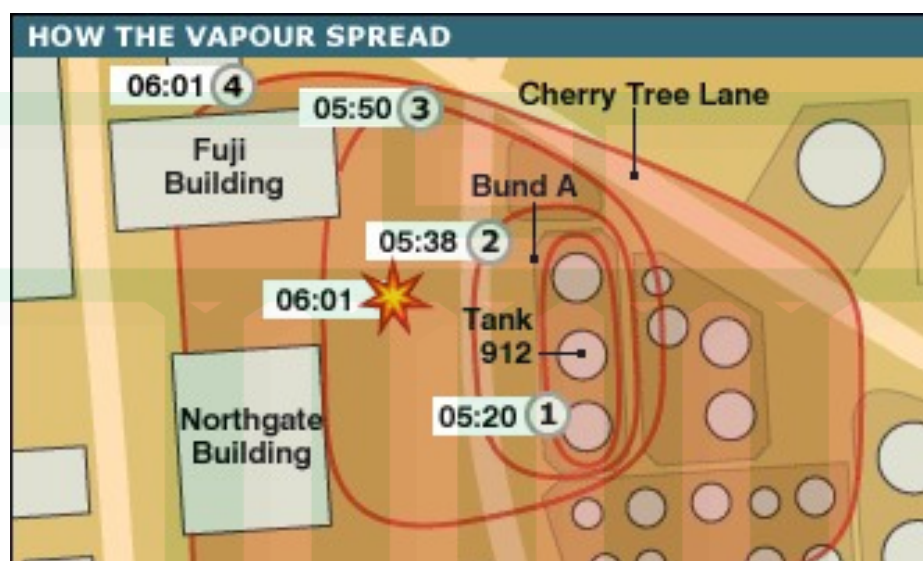 HOW THE VAPOUR SPREAD
06:01 4
05:50 3
Cherry Tree Lane
Fuji
Building
Bund A
05:38 2
06:01
Tank
912
05:20 1
Northgate
Building